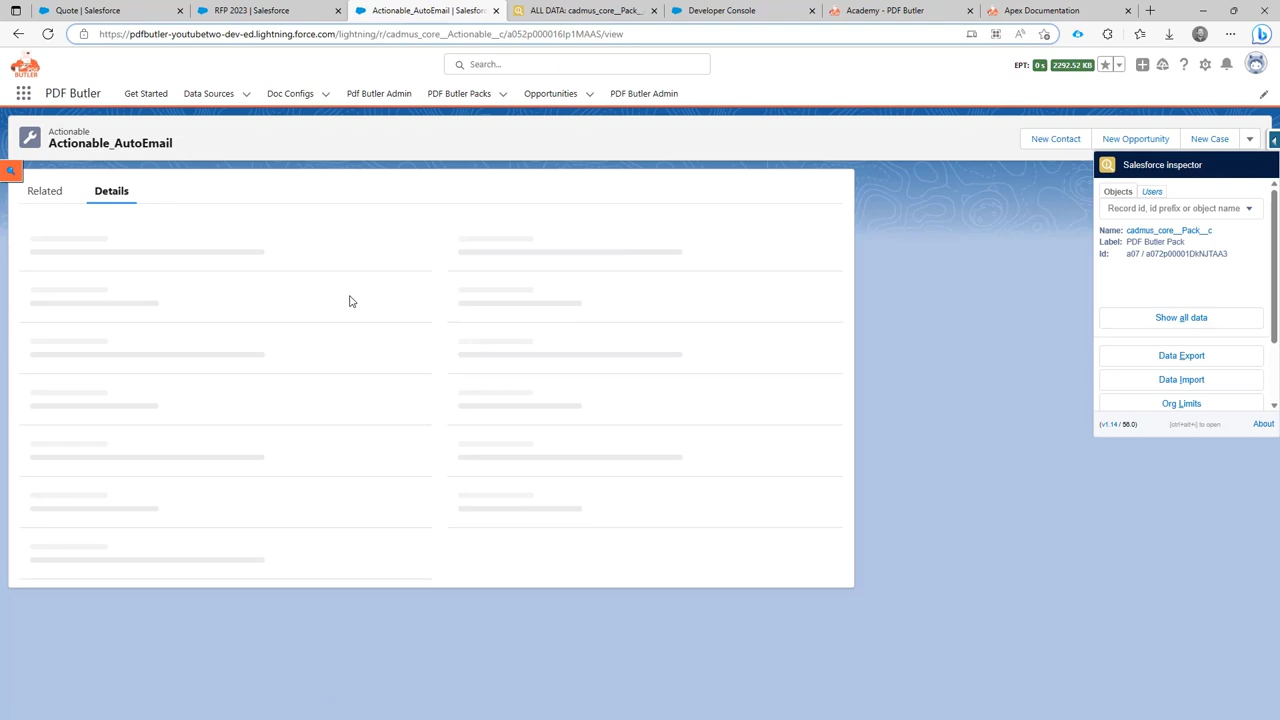 Quote | Salesforce
RFP 2023 | Salesforce
Actionable_AutoEmail | Salesforc
ALL DATA: cadmus_core__Pack__
Developer Console
Academy - PDF Butler
Apex Documentation
https://pdfbutler-youtubetwo-dev-ed.lightning.force.com/lightning/r/cadmus_core__Actionable__c/a052p000016Ip1MAAS/view
BUTLER
Search...
EPT: 0 s 2292.52 KB
PDF Butler
Get Started
Data Sources
Doc Configs
Pdf Butler Admin
PDF Butler Packs
Opportunities
PDF Butler Admin
Actionable
Actionable_AutoEmail
New Contact
New Opportunity
New Case
Related
Details
Salesforce inspector
Objects
Users
Record id, id prefix or object name
Name: cadmus_core__Pack__c
Label: PDF Butler Pack
Id: a07 / a072p00001DkNJTAA3
Show all data
Data Export
Data Import
Org Limits
(v1.14 / 56.0)
[ctrl+alt+i] to open
About